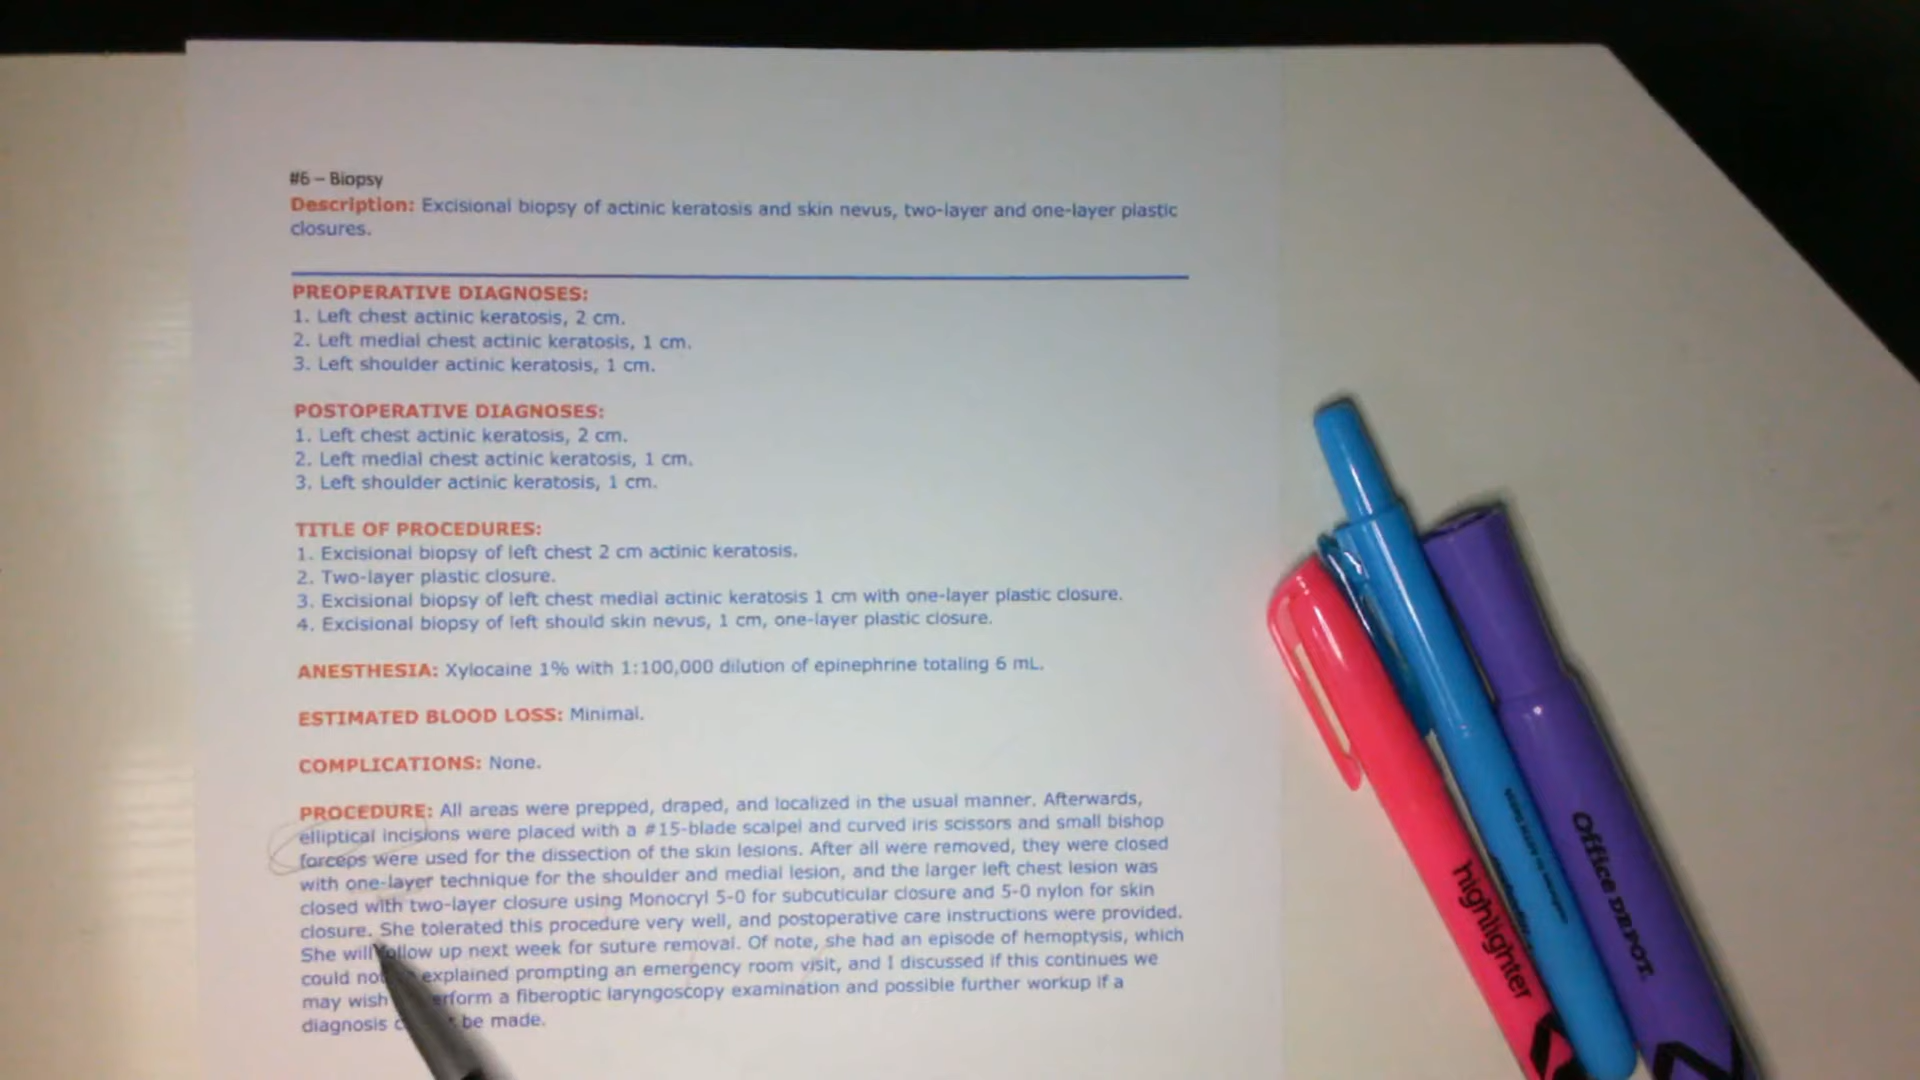 #6 – Biopsy
Description: Excisional biopsy of actinic keratosis and skin nevus, two-layer and one-layer plastic
closures.
PREOPERATIVE DIAGNOSES:
1. Left chest actinic keratosis, 2 cm.
2. Left medial chest actinic keratosis, 1 cm.
3. Left shoulder actinic keratosis, 1 cm.
POSTOPERATIVE DIAGNOSES:
1. Left chest actinic keratosis, 2 cm.
2. Left medial chest actinic keratosis, 1 cm.
3. Left shoulder actinic keratosis, 1 cm.
TITLE OF PROCEDURES:
1. Excisional biopsy of left chest 2 cm actinic keratosis.
2. Two-layer plastic closure.
3. Excisional biopsy of left chest medial actinic keratosis 1 cm with one-layer plastic closure.
4. Excisional biopsy of left should skin nevus, 1 cm, one-layer plastic closure.
ANESTHESIA: Xylocaine 1% with 1:100,000 dilution of epinephrine totaling 6 mL.
ESTIMATED BLOOD LOSS: Minimal.
COMPLICATIONS: None.
PROCEDURE: All areas were prepped, draped, and localized in the usual manner. Afterwards,
elliptical incisions were placed with a #15-blade scalpel and curved iris scissors and small bishop
forceps were used for the dissection of the skin lesions. After all were removed, they were closed
with one-layer technique for the shoulder and medial lesion, and the larger left chest lesion was
closed with two-layer closure using Monocryl 5-0 for subcuticular closure and 5-0 nylon for skin
closure. She tolerated this procedure very well, and postoperative care instructions were provided.
She will follow up next week for suture removal. Of note, she had an episode of hemoptysis, which
could not explained prompting an emergency room visit, and I discussed if this continues we
may wish perform a fiberoptic laryngoscopy examination and possible further workup if a
diagnosis be made.
highlighter
Office DEPOT